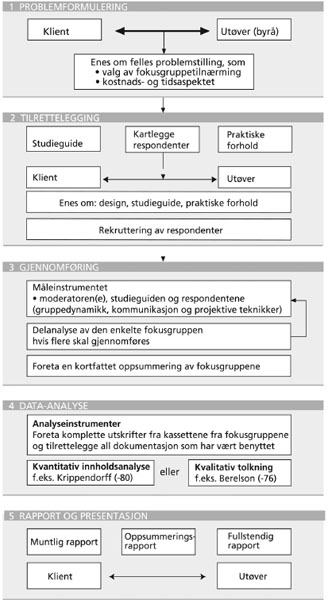 1 PROBLEMFORMULERING
Klient
Utøver (byrå)
Enes om felles problemstilling, som
• valg av fokusgruppetilnærming
• kostnads- og tidsaspektet
2 TILRETTELEGGING
Studieguide
Kartlegge
respondenter
Praktiske
forhold
Klient
Utøver
Enes om: design, studieguide, praktiske forhold
Rekruttering av respondenter
3 GJENNOMFØRING
Måleinstrumentet
• moderatoren(e), studieguiden og respondentene
(gruppedynamikk, kommunikasjon og projektive teknikker)
Delanalyse av den enkelte fokusgruppen
hvis flere skal gjennomføres
Foreta en kortfattet oppsummering av fokusgruppene
4 DATA-ANALYSE
Analyseinstrumenter
Foreta komplette utskrifter fra kassettene fra fokusgruppene
og tilrettelegge all dokumentasjon som har vært benyttet
Kvantitativ innholdsanalyse
f.eks. Krippendorff (-80)
eller
Kvalitativ tolkning
f.eks. Berelson (-76)
5 RAPPORT OG PRESENTASJON
Muntlig rapport
Oppsummerings-
rapport
Fullstendig
rapport
Klient
Utøver